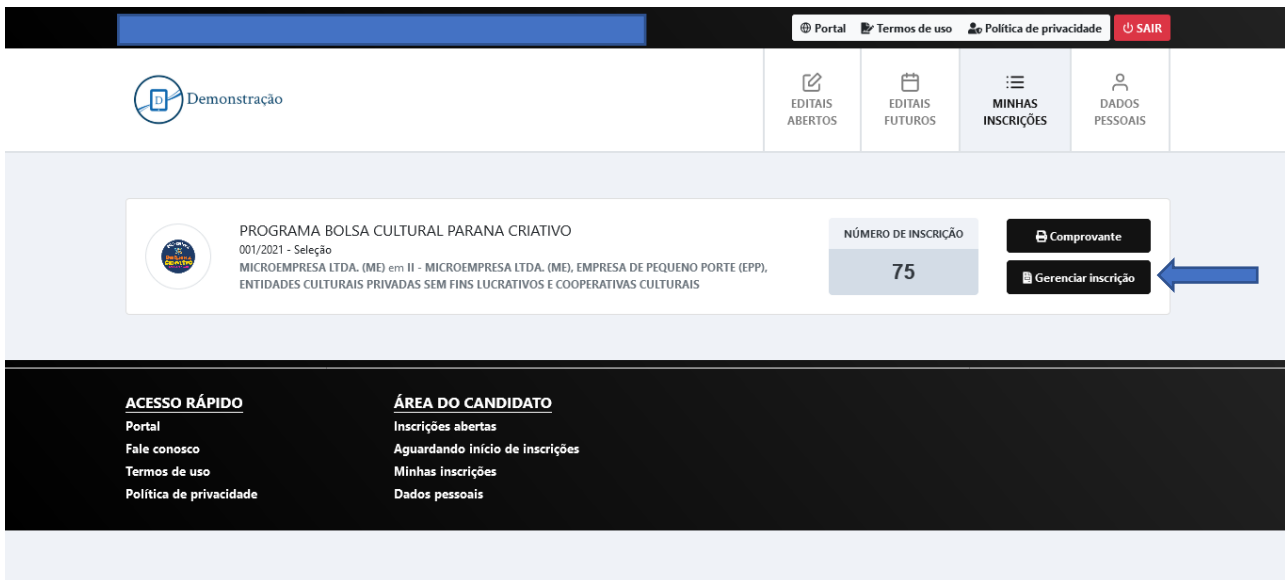 Portal
Termos de uso
Política de privacidade
SAIR
D
Demonstração
EDITAIS
ABERTOS
EDITAIS
FUTUROS
MINHAS
INSCRIÇÕES
DADOS
PESSOAIS
PROGRAMA BOLSA CULTURAL PARANA CRIATIVO
001/2021 - Seleção
MICROEMPRESA LTDA. (ME) em II - MICROEMPRESA LTDA. (ME), EMPRESA DE PEQUENO PORTE (EPP),
ENTIDADES CULTURAIS PRIVADAS SEM FINS LUCRATIVOS E COOPERATIVAS CULTURAIS
NÚMERO DE INSCRIÇÃO
75
Comprovante
Gerenciar inscrição
ACESSO RÁPIDO
Portal
Fale conosco
Termos de uso
Política de privacidade
ÁREA DO CANDIDATO
Inscrições abertas
Aguardando início de inscrições
Minhas inscrições
Dados pessoais